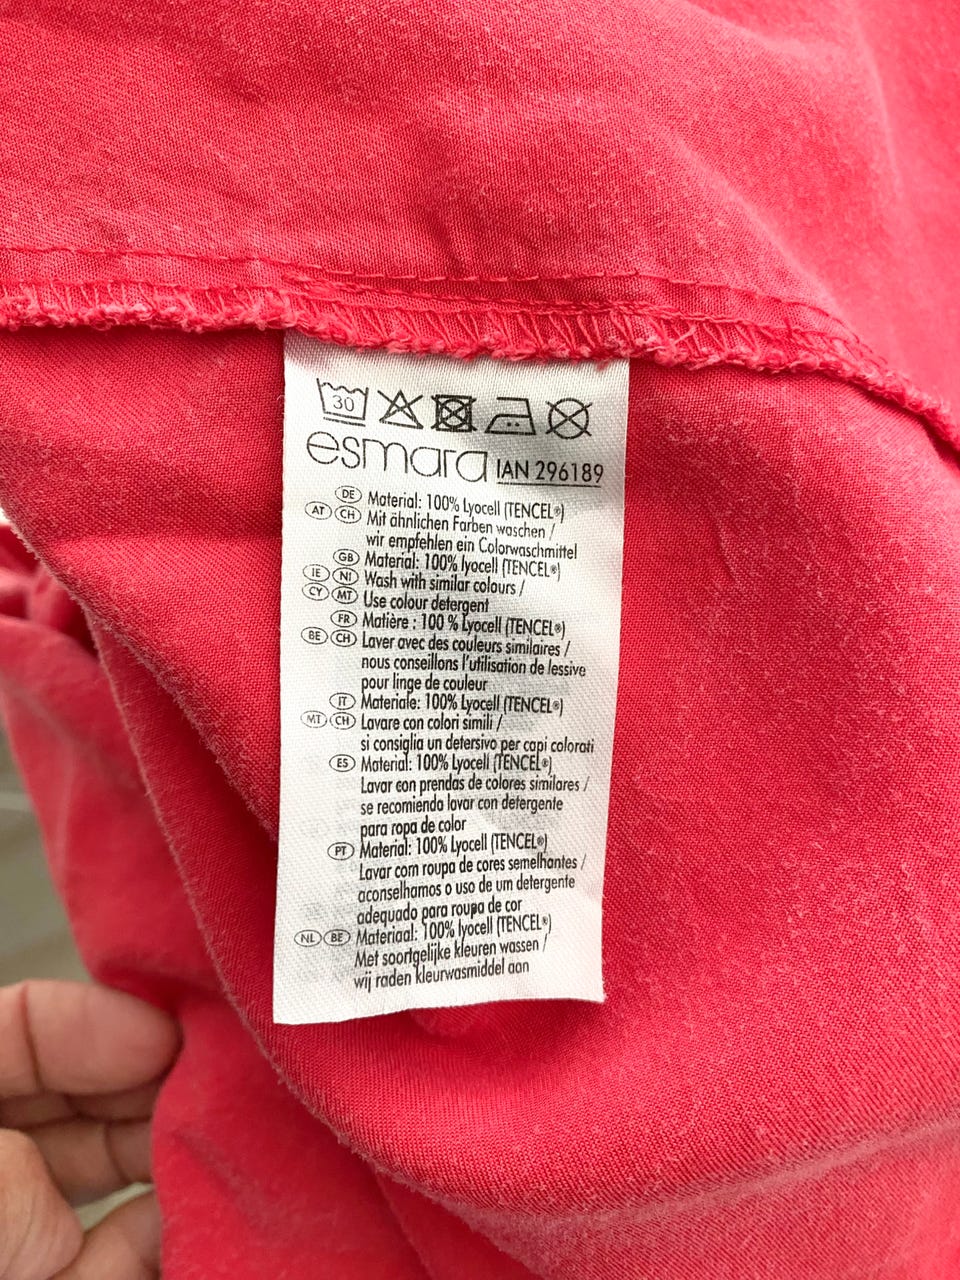 30
esmara IAN 296189
DE Material: 100% Lyocell (TENCEL®)
AT CH Mit ähnlichen Farben waschen /
wir empfehlen ein Colorwaschmittel
GB Material: 100% lyocell (TENCEL®)
IE NI Wash with similar colours /
CY MT Use colour detergent
FR Matière : 100 % Lyocell (TENCEL®)
BE CH Laver avec des couleurs similaires /
nous conseillons l'utilisation de lessive
pour linge de couleur
IT Materiale: 100% Lyocell (TENCEL®)
MT CH Lavare con colori simili /
si consiglia un detersivo per capi colorati
ES Material: 100% Lyocell (TENCEL®)
Lavar con prendas de colores similares /
se recomienda lavar con detergente
para ropa de color
PT Material: 100% Lyocell (TENCEL®)
Lavar com roupa de cores semelhantes /
aconselhamos o uso de um detergente
adequado para roupa de cor
NL BE Materiaal: 100% lyocell (TENCEL®)
Met soortgelijke kleuren wassen /
wij raden kleurwasmiddel aan